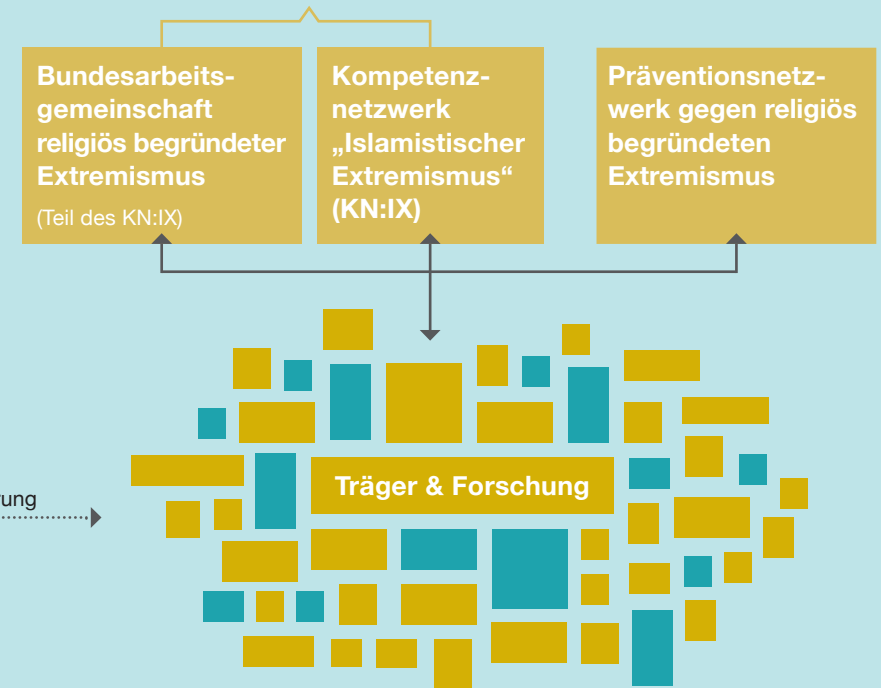 Bundesarbeits-
gemeinschaft
religiös begründeter
Extremismus
(Teil des KN:IX)
Kompetenz-
netzwerk
„Islamistischer
Extremismus“
(KN:IX)
Präventionsnetz-
werk gegen religiös
begründeten
Extremismus
Träger & Forschung
rung